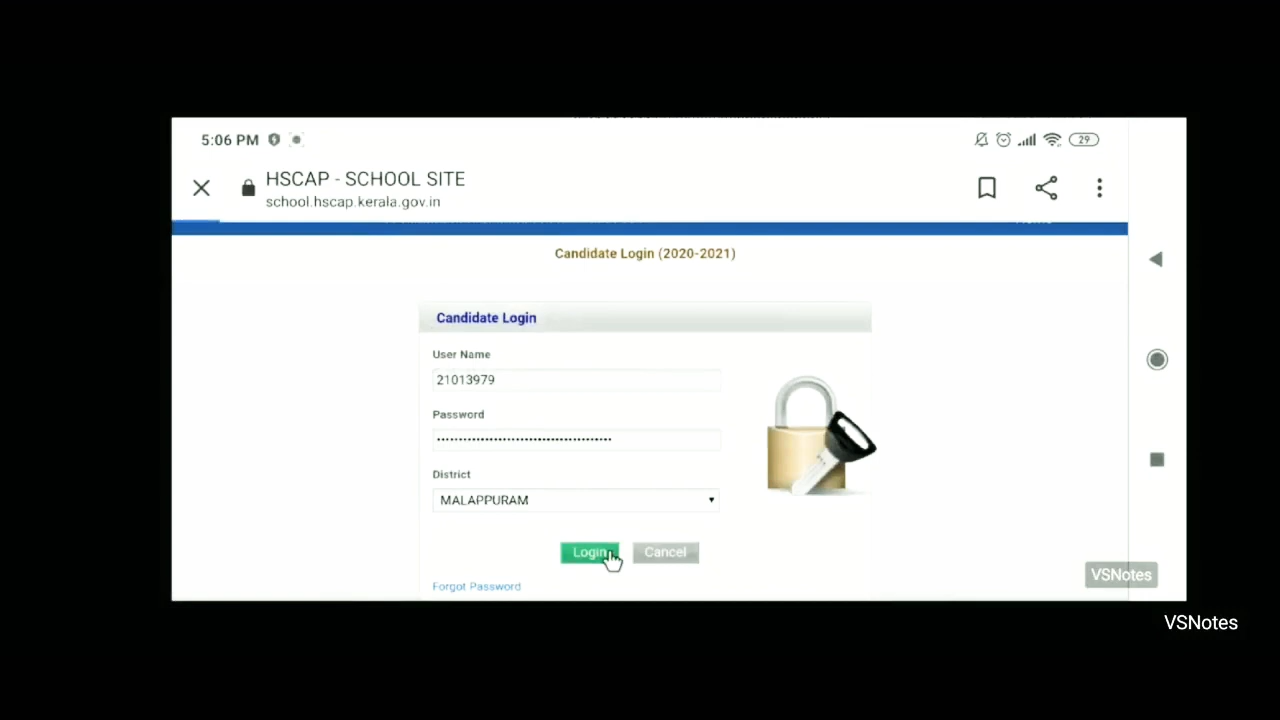 5:06 PM
29
HSCAP - SCHOOL SITE
school.hscap.kerala.gov.in
Candidate Login (2020-2021)
Candidate Login
User Name
21013979
Password
••••••••••••••••••••••••••••••••••••••••
District
MALAPPURAM
Login
Cancel
Forgot Password
VSNotes
VSNotes